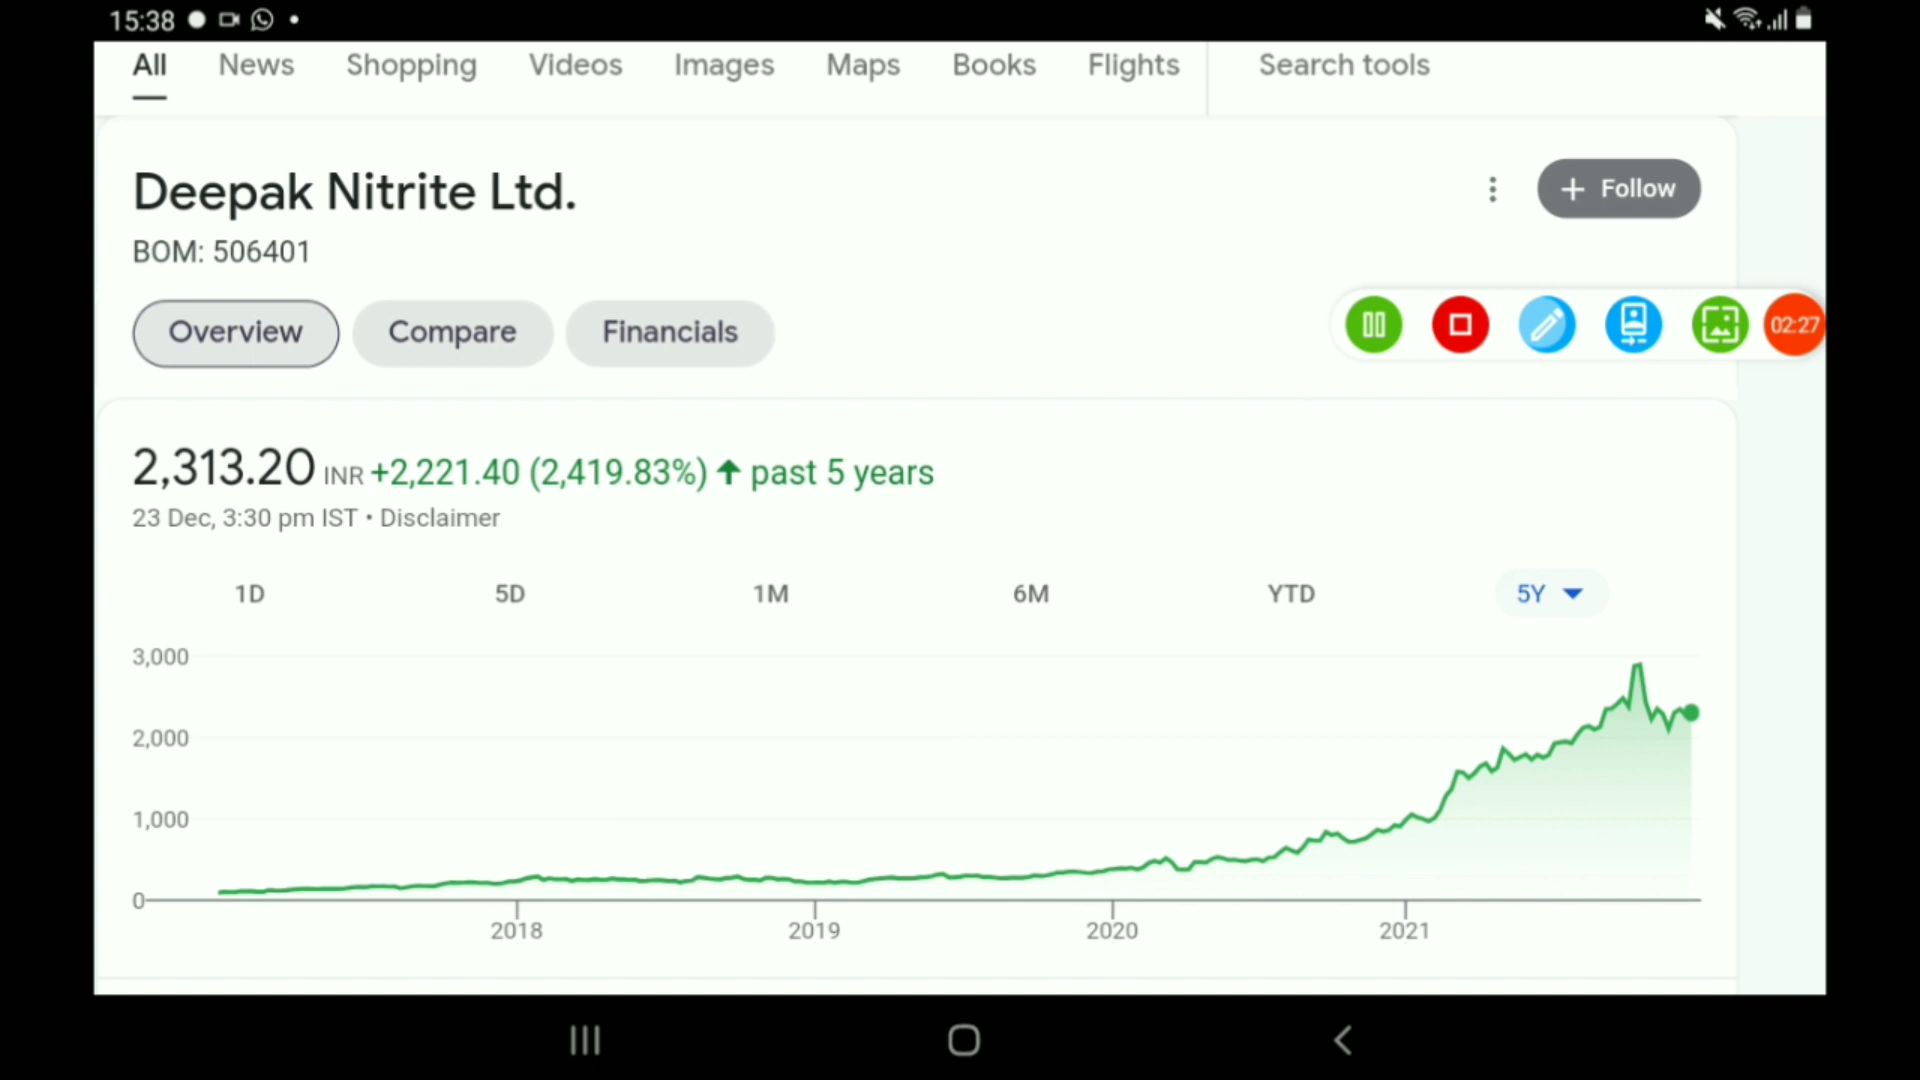 15:38
All News Shopping Videos Images Maps Books Flights Search tools
Deepak Nitrite Ltd.
+ Follow
BOM: 506401
Overview Compare Financials
02:27
2,313.20 INR +2,221.40 (2,419.83%) ↑ past 5 years
23 Dec, 3:30 pm IST • Disclaimer
1D 5D 1M 6M YTD 5Y
3,000
2,000
1,000
0
2018 2019 2020 2021